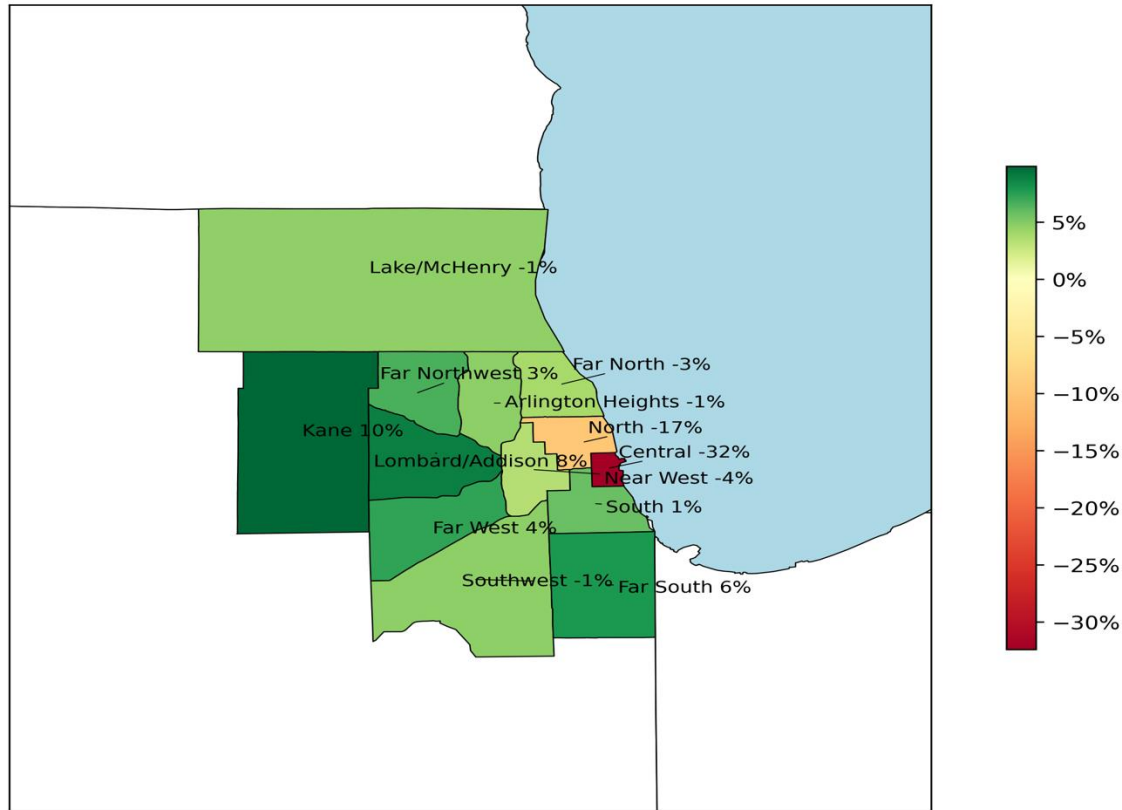 Lake/McHenry -1%
Far North -3%
Far Northwest 3%
Arlington Heights -1%
North -17%
Kane 10%
Central -32%
Lombard/Addison 8%
Near West -4%
South 1%
Far West 4%
Southwest -1%
Far South 6%
5%
0%
−5%
−10%
−15%
−20%
−25%
−30%